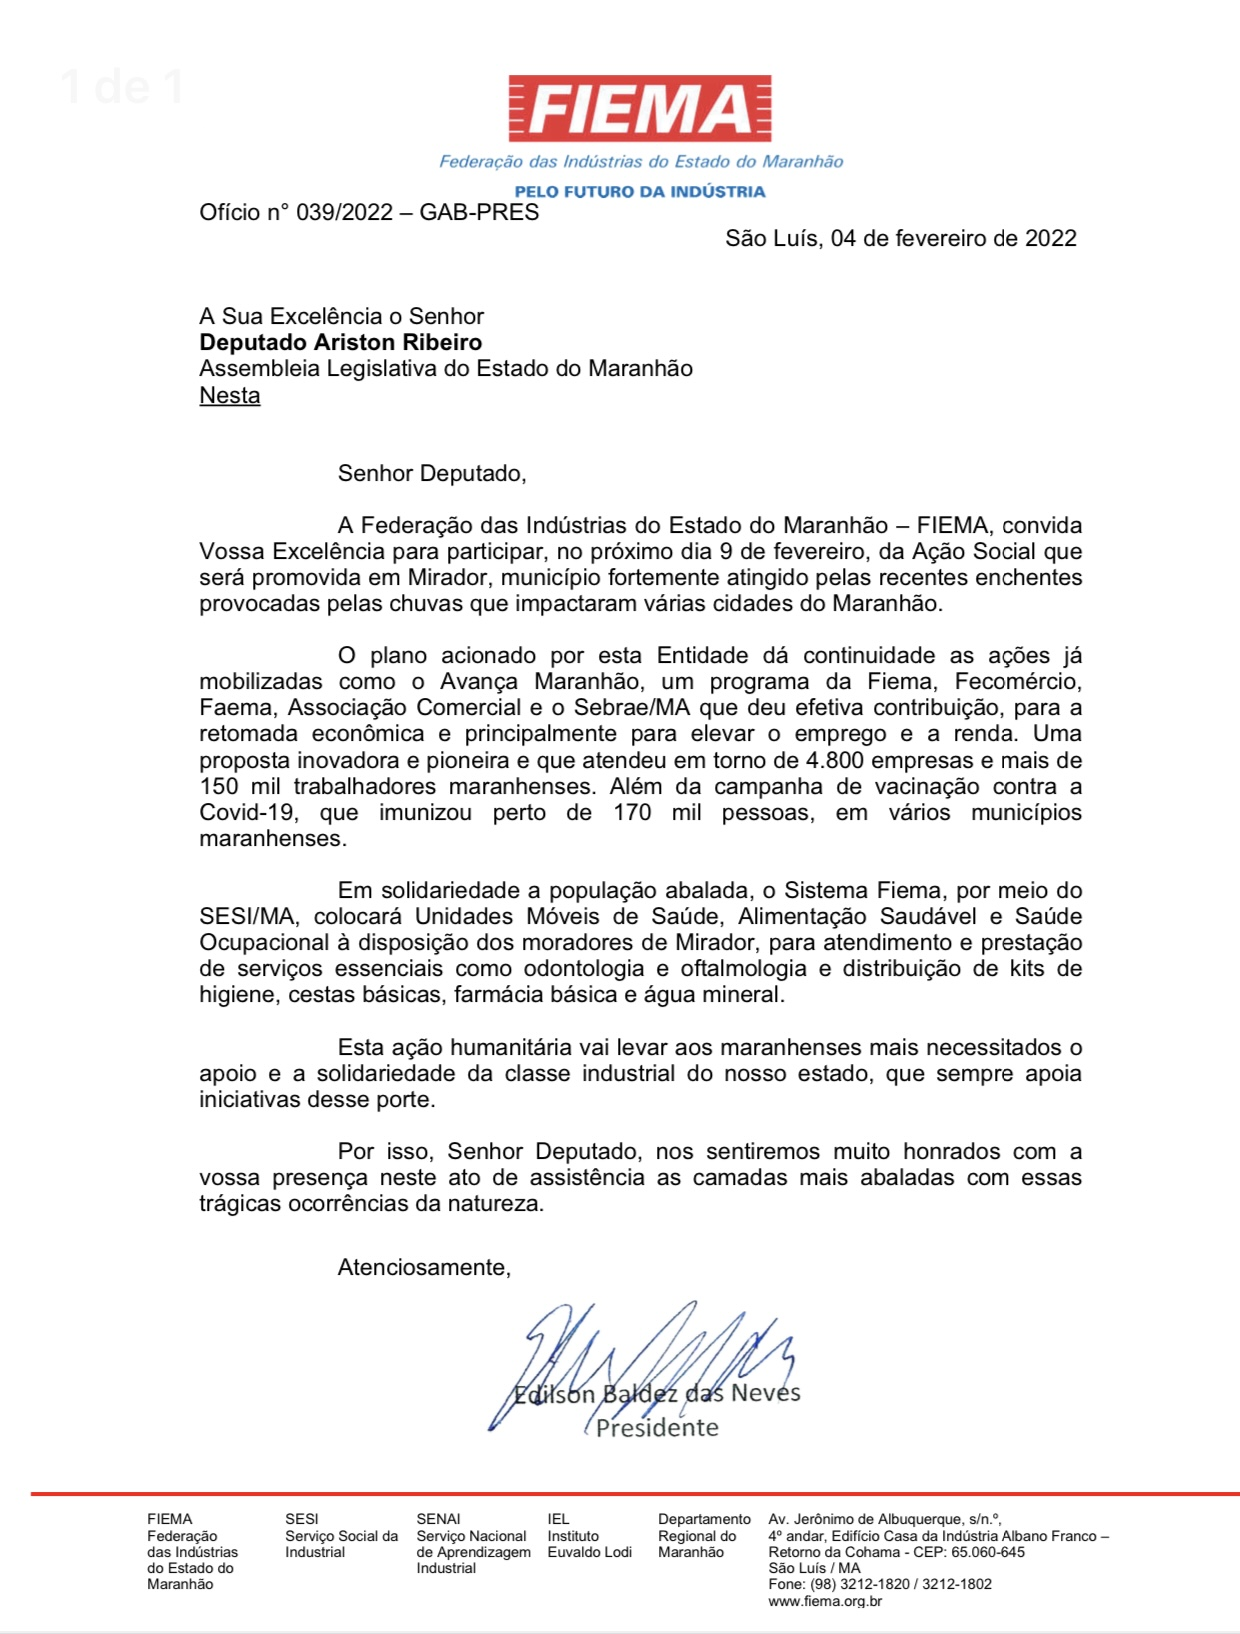 1 de 1
FIEMA
Federação das Indústrias do Estado do Maranhão
PELO FUTURO DA INDÚSTRIA
Ofício n° 039/2022 – GAB-PRES
São Luís, 04 de fevereiro de 2022
A Sua Excelência o Senhor
Deputado Ariston Ribeiro
Assembleia Legislativa do Estado do Maranhão
Nesta
Senhor Deputado,
A Federação das Indústrias do Estado do Maranhão – FIEMA, convida
Vossa Excelência para participar, no próximo dia 9 de fevereiro, da Ação Social que
será promovida em Mirador, município fortemente atingido pelas recentes enchentes
provocadas pelas chuvas que impactaram várias cidades do Maranhão.
O plano acionado por esta Entidade dá continuidade as ações já
mobilizadas como o Avança Maranhão, um programa da Fiema, Fecomércio,
Faema, Associação Comercial e o Sebrae/MA que deu efetiva contribuição, para a
retomada econômica e principalmente para elevar o emprego e a renda. Uma
proposta inovadora e pioneira e que atendeu em torno de 4.800 empresas e mais de
150 mil trabalhadores maranhenses. Além da campanha de vacinação contra a
Covid-19, que imunizou perto de 170 mil pessoas, em vários municípios
maranhenses.
Em solidariedade a população abalada, o Sistema Fiema, por meio do
SESI/MA, colocará Unidades Móveis de Saúde, Alimentação Saudável e Saúde
Ocupacional à disposição dos moradores de Mirador, para atendimento e prestação
de serviços essenciais como odontologia e oftalmologia e distribuição de kits de
higiene, cestas básicas, farmácia básica e água mineral.
Esta ação humanitária vai levar aos maranhenses mais necessitados o
apoio e a solidariedade da classe industrial do nosso estado, que sempre apoia
iniciativas desse porte.
Por isso, Senhor Deputado, nos sentiremos muito honrados com a
vossa presença neste ato de assistência as camadas mais abaladas com essas
trágicas ocorrências da natureza.
Atenciosamente,
Edilson Baldez das Neves
Presidente
FIEMA
Federação
das Indústrias
do Estado do
Maranhão
SESI
Serviço Social da
Industrial
SENAI
Serviço Nacional
de Aprendizagem
Industrial
IEL
Instituto
Euvaldo Lodi
Departamento
Regional do
Maranhão
Av. Jerônimo de Albuquerque, s/n.º,
4º andar, Edifício Casa da Indústria Albano Franco –
Retorno da Cohama - CEP: 65.060-645
São Luís / MA
Fone: (98) 3212-1820 / 3212-1802
www.fiema.org.br